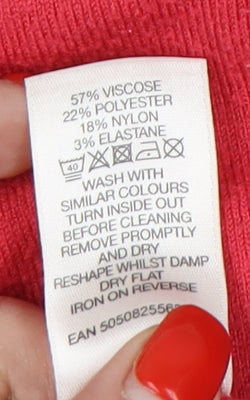 57% VISCOSE
22% POLYESTER
18% NYLON
3% ELASTANE
40
WASH WITH
SIMILAR COLOURS
TURN INSIDE OUT
BEFORE CLEANING
REMOVE PROMPTLY
AND DRY
RESHAPE WHILST DAMP
DRY FLAT
IRON ON REVERSE
EAN